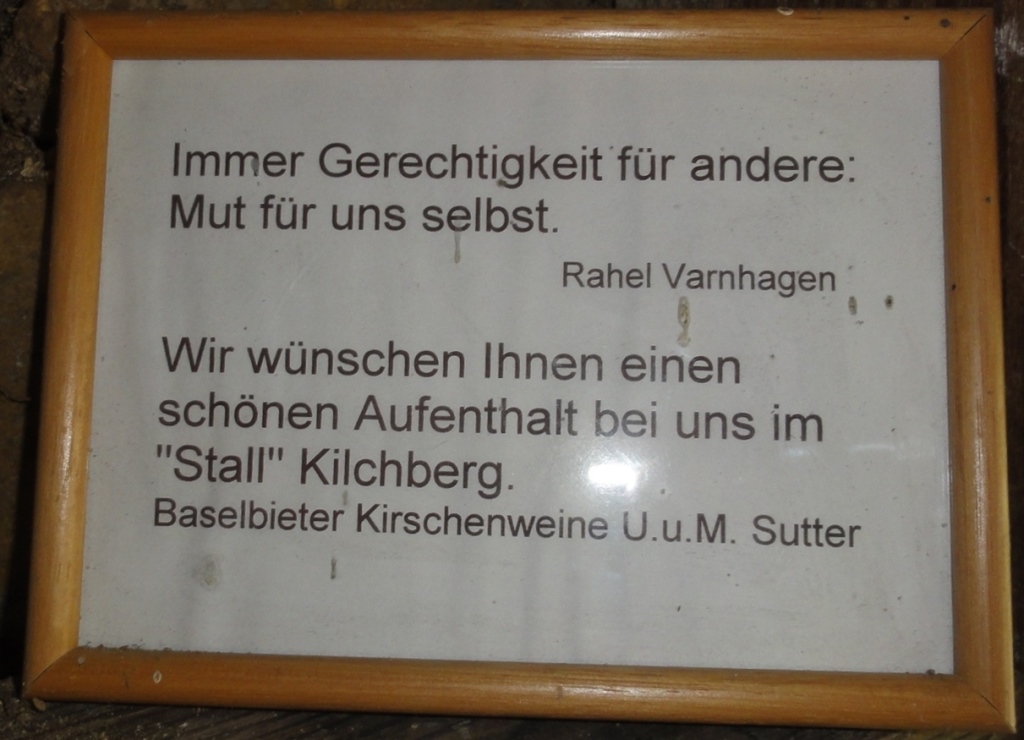 Immer Gerechtigkeit für andere:
Mut für uns selbst.
Rahel Varnhagen
Wir wünschen Ihnen einen
schönen Aufenthalt bei uns im
"Stall" Kilchberg.
Baselbieter Kirschenweine U.u.M. Sutter